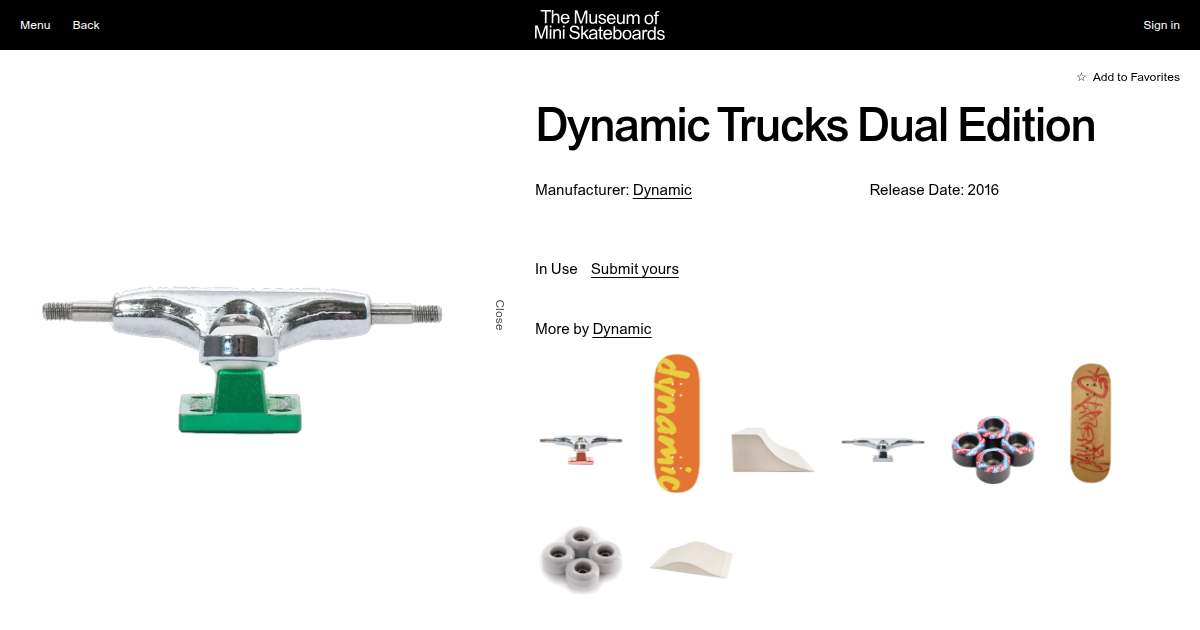 Menu
Back
The Museum of
Mini Skateboards
Sign in
☆ Add to Favorites
Dynamic Trucks Dual Edition
Manufacturer: Dynamic
Release Date: 2016
In Use
Submit yours
Close
More by Dynamic
dynamic